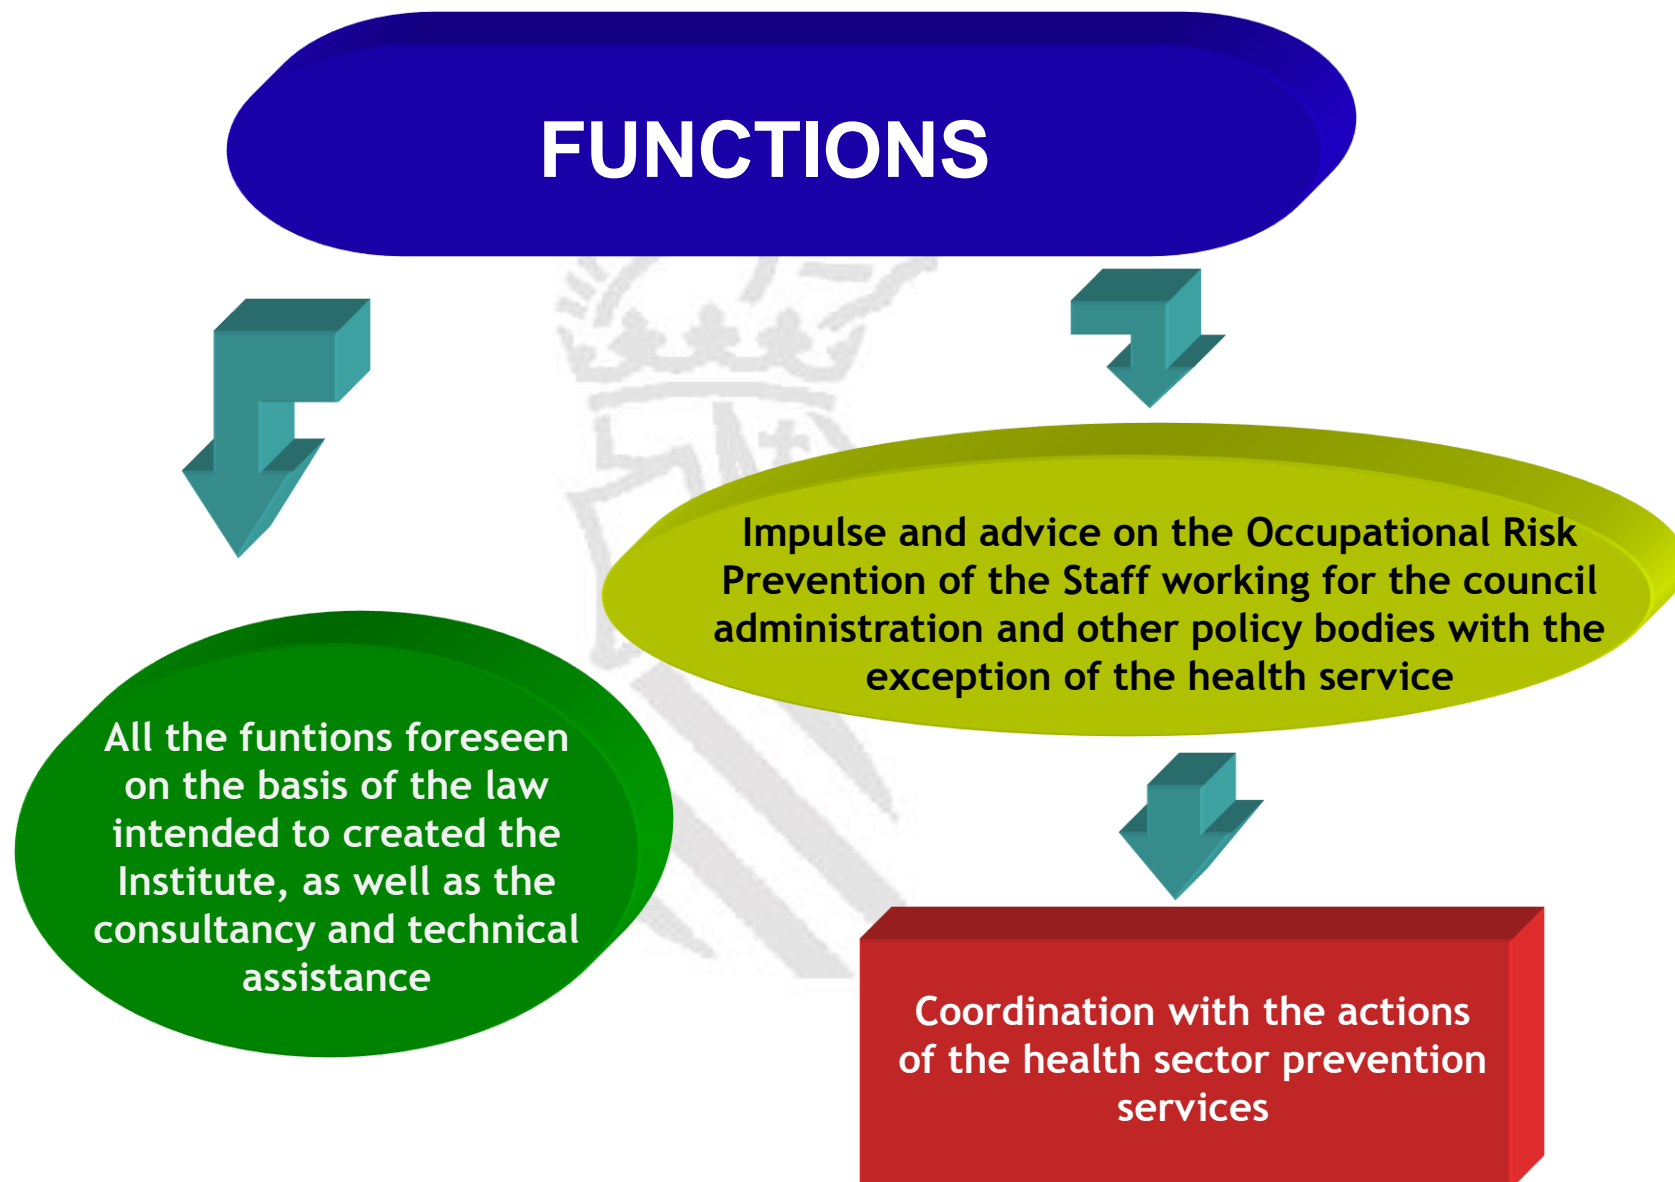 FUNCTIONS
Impulse and advice on the Occupational Risk
Prevention of the Staff working for the council
administration and other policy bodies with the
exception of the health service
All the funtions foreseen
on the basis of the law
intended to created the
Institute, as well as the
consultancy and technical
assistance
Coordination with the actions
of the health sector prevention
services